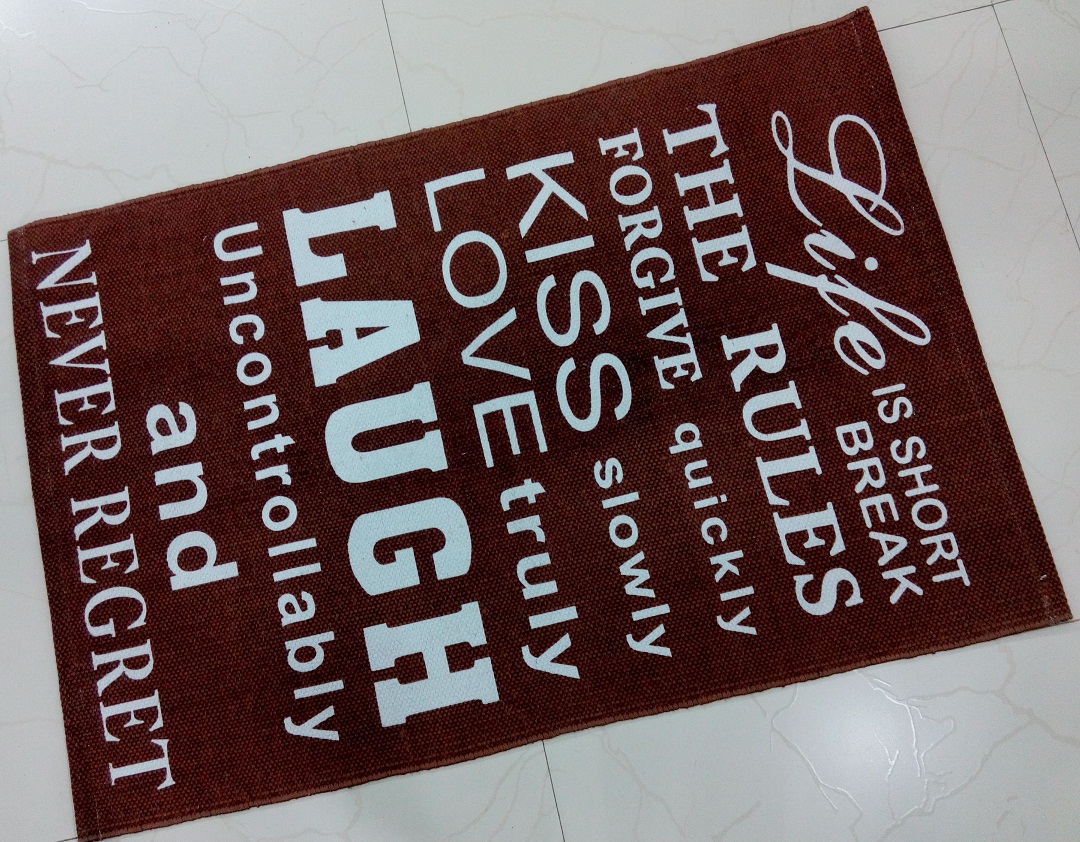 Life IS SHORT
BREAK
THE RULES
FORGIVE quickly
KISS slowly
LOVE truly
LAUGH
Uncontrollably
and
NEVER REGRET